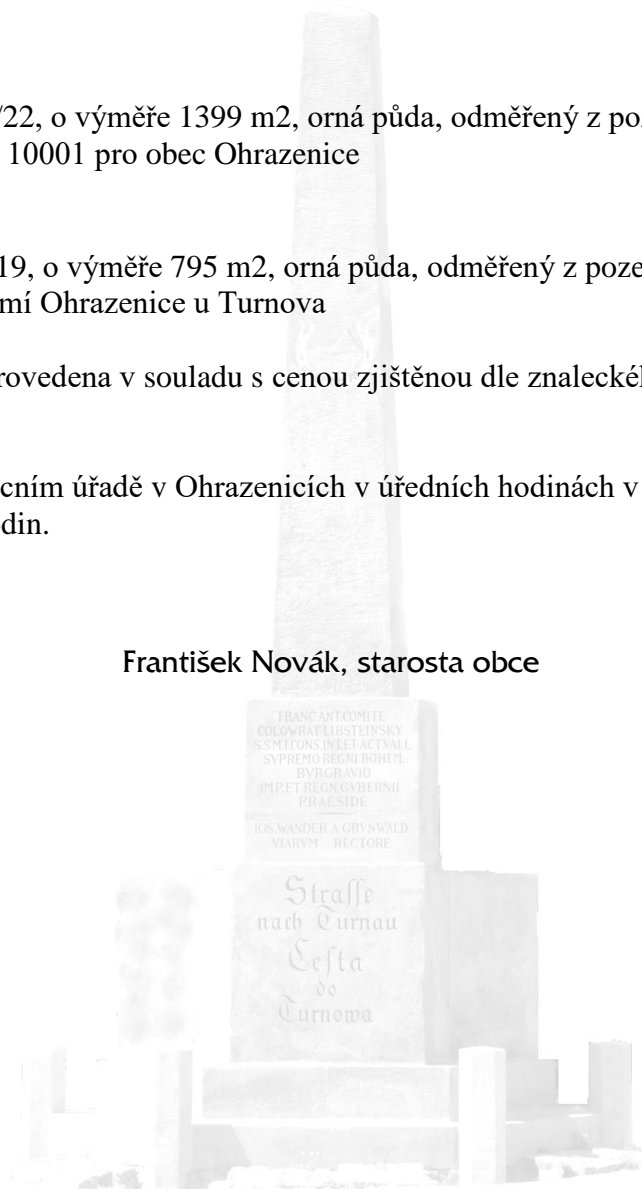 /22, o výměře 1399 m2, orná půda, odměřený z po
10001 pro obec Ohrazenice
19, o výměře 795 m2, orná půda, odměřený z poze
mí Ohrazenice u Turnova
rovedena v souladu s cenou zjištěnou dle znalecké
cním úřadě v Ohrazenicích v úředních hodinách v
odin.
František Novák, starosta obce
FRANC ANT COMITE
COLOWRAT LIBSTEINSKY
S.S.M.I.CONS INT.ET ACTVALI,
SVPREMO REGNI BOHEM.
BVRGRAVIO
IMP.ET REGN.GVBERNII
PRAESIDE
IOS.WANDER A GRVNWALD
VIARVM RECTORE
Straſſe
nach Turnau
Ceſta
do
Turnowa